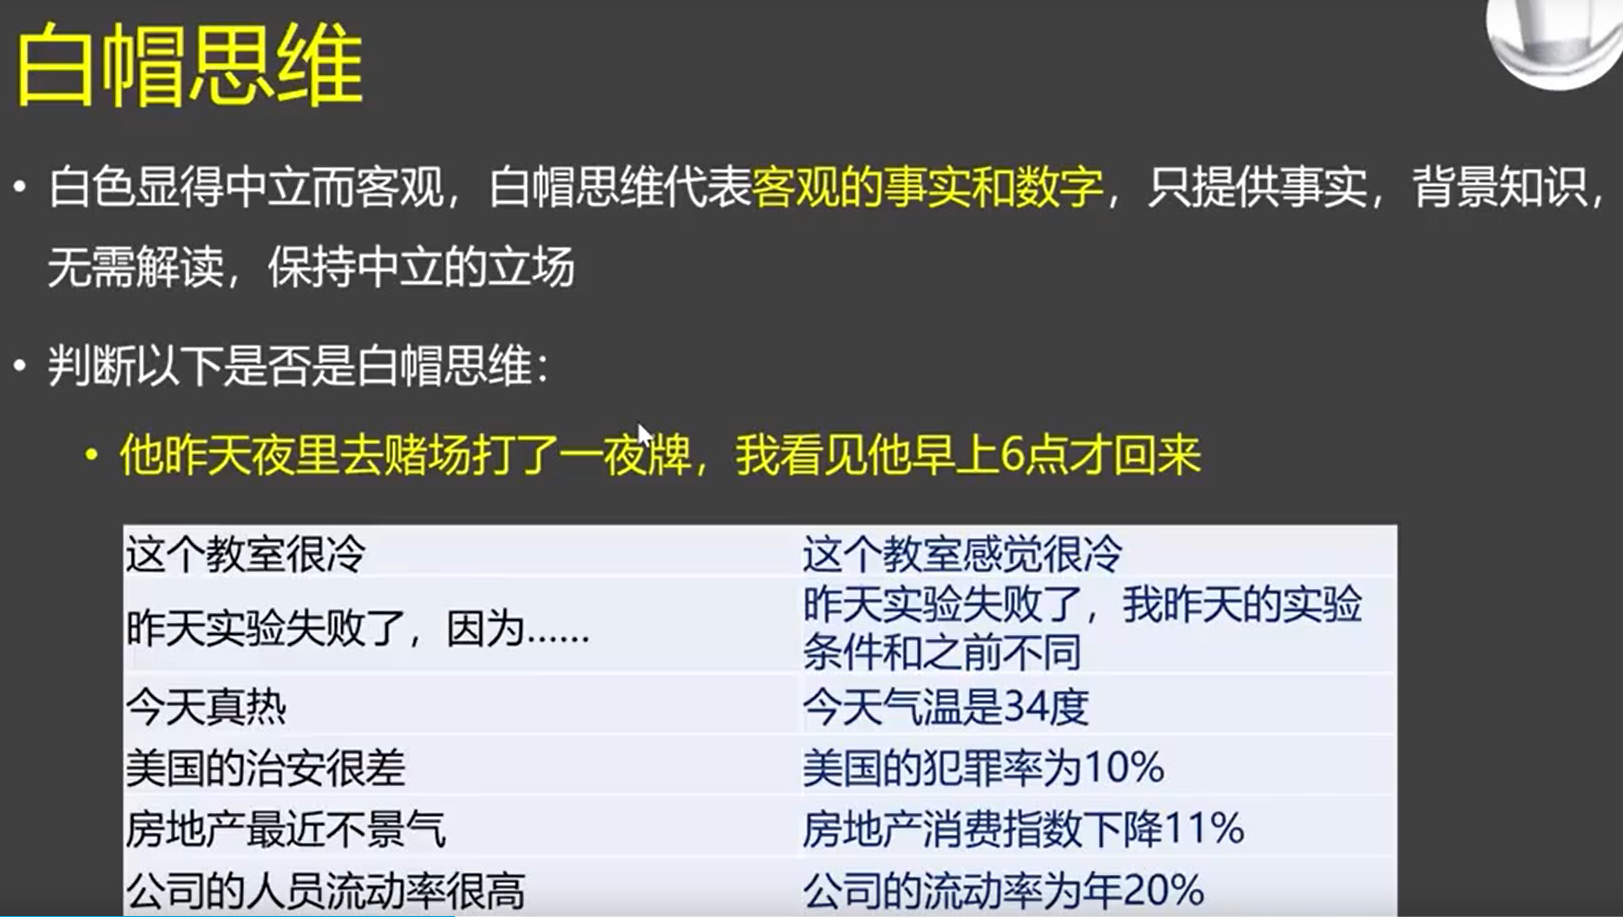 白帽思维
• 白色显得中立而客观，白帽思维代表客观的事实和数字，只提供事实，背景知识，
无需解读，保持中立的立场
• 判断以下是否是白帽思维：
• 他昨天夜里去赌场打了一夜牌，我看见他早上6点才回来
这个教室很冷 这个教室感觉很冷
昨天实验失败了，因为…… 昨天实验失败了，我昨天的实验
条件和之前不同
今天真热 今天气温是34度
美国的治安很差 美国的犯罪率为10%
房地产最近不景气 房地产消费指数下降11%
公司的人员流动率很高 公司的流动率为年20%